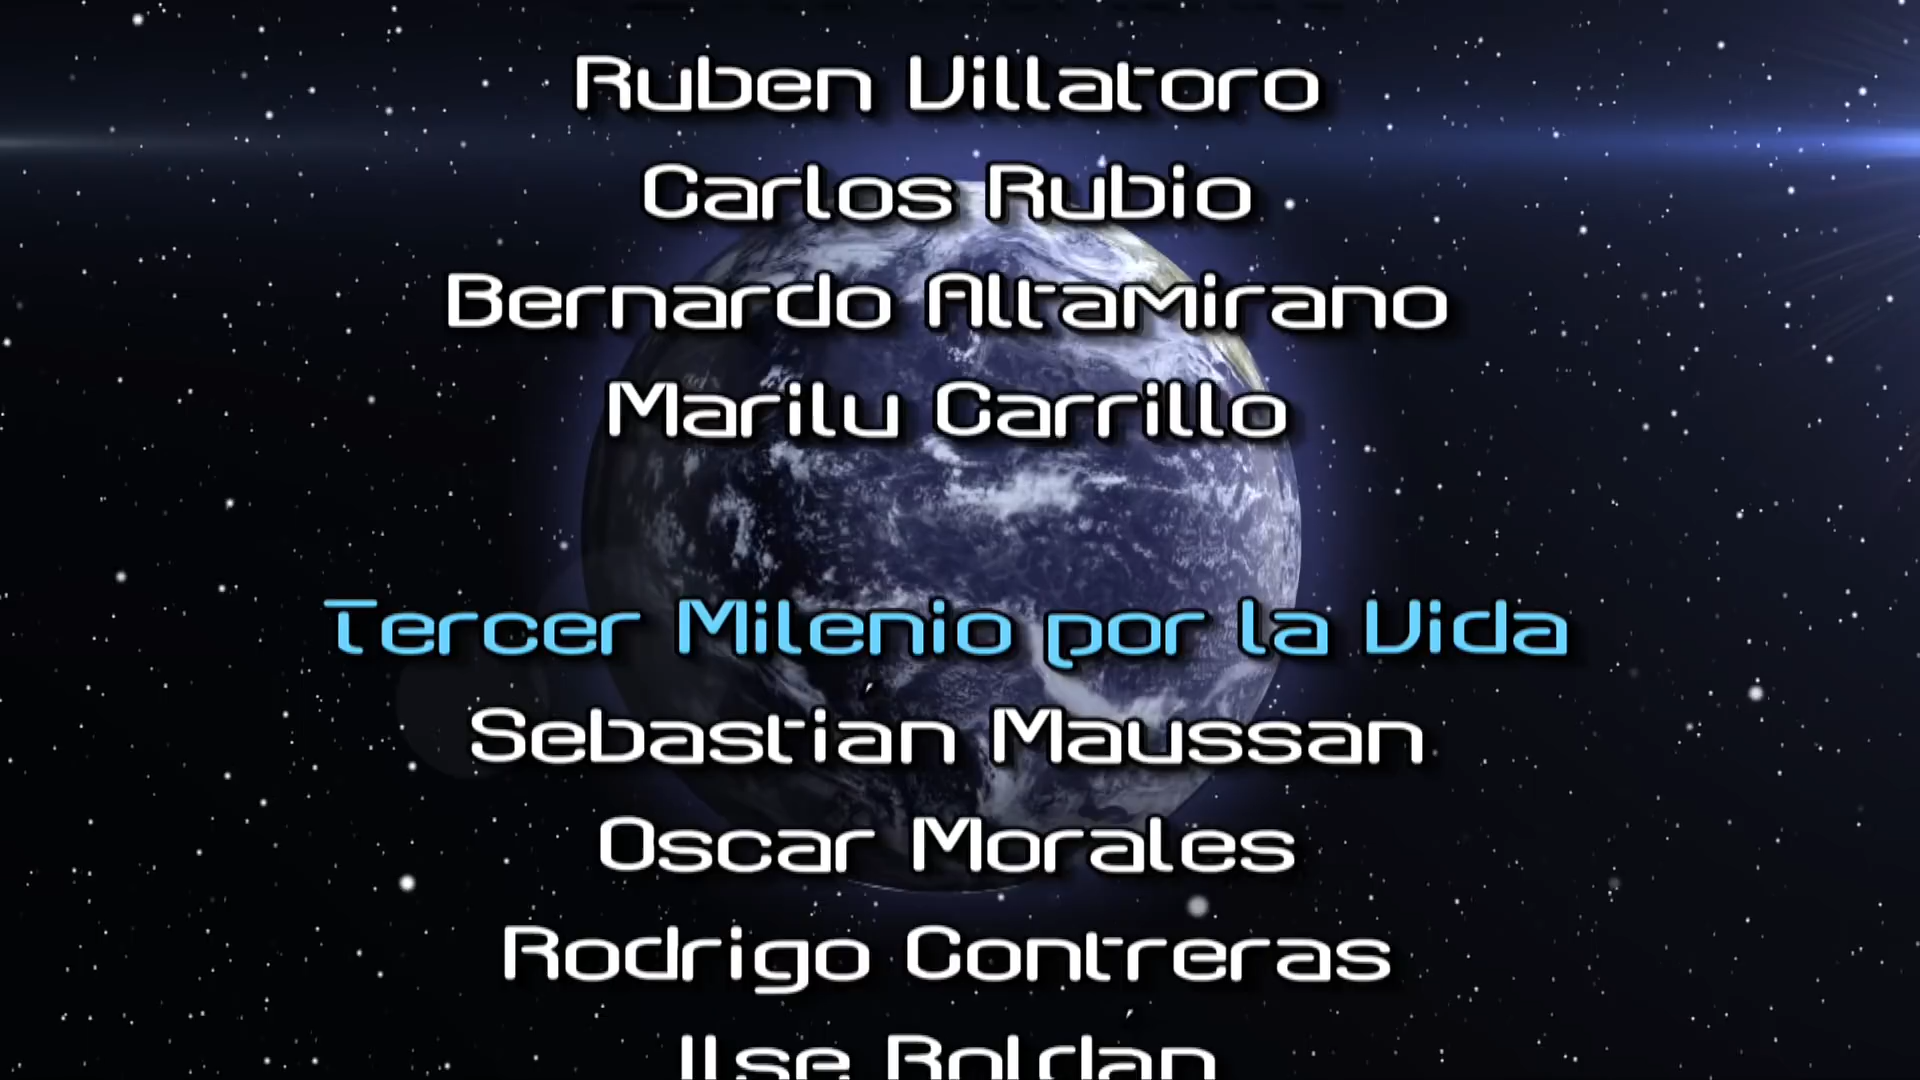 Ruben Villatoro
Carlos Rubio
Bernardo Altamirano
Marilu Carrillo
Tercer Milenio por la Vida
Sebastian Maussan
Oscar Morales
Rodrigo Contreras
Ilse Roldan